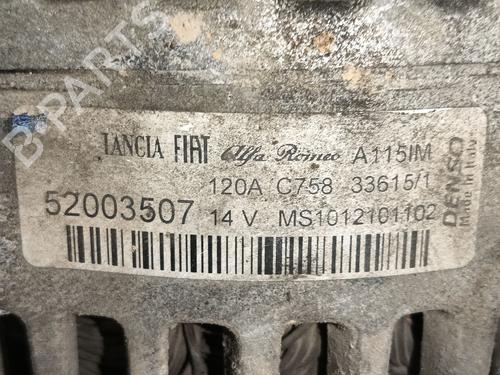 LANCIA FIAT Alfa Romeo A115IM
120A C758 33615/1
52003507 14 V MS1012101102
DENSO
Made in Italy
B-PARTS